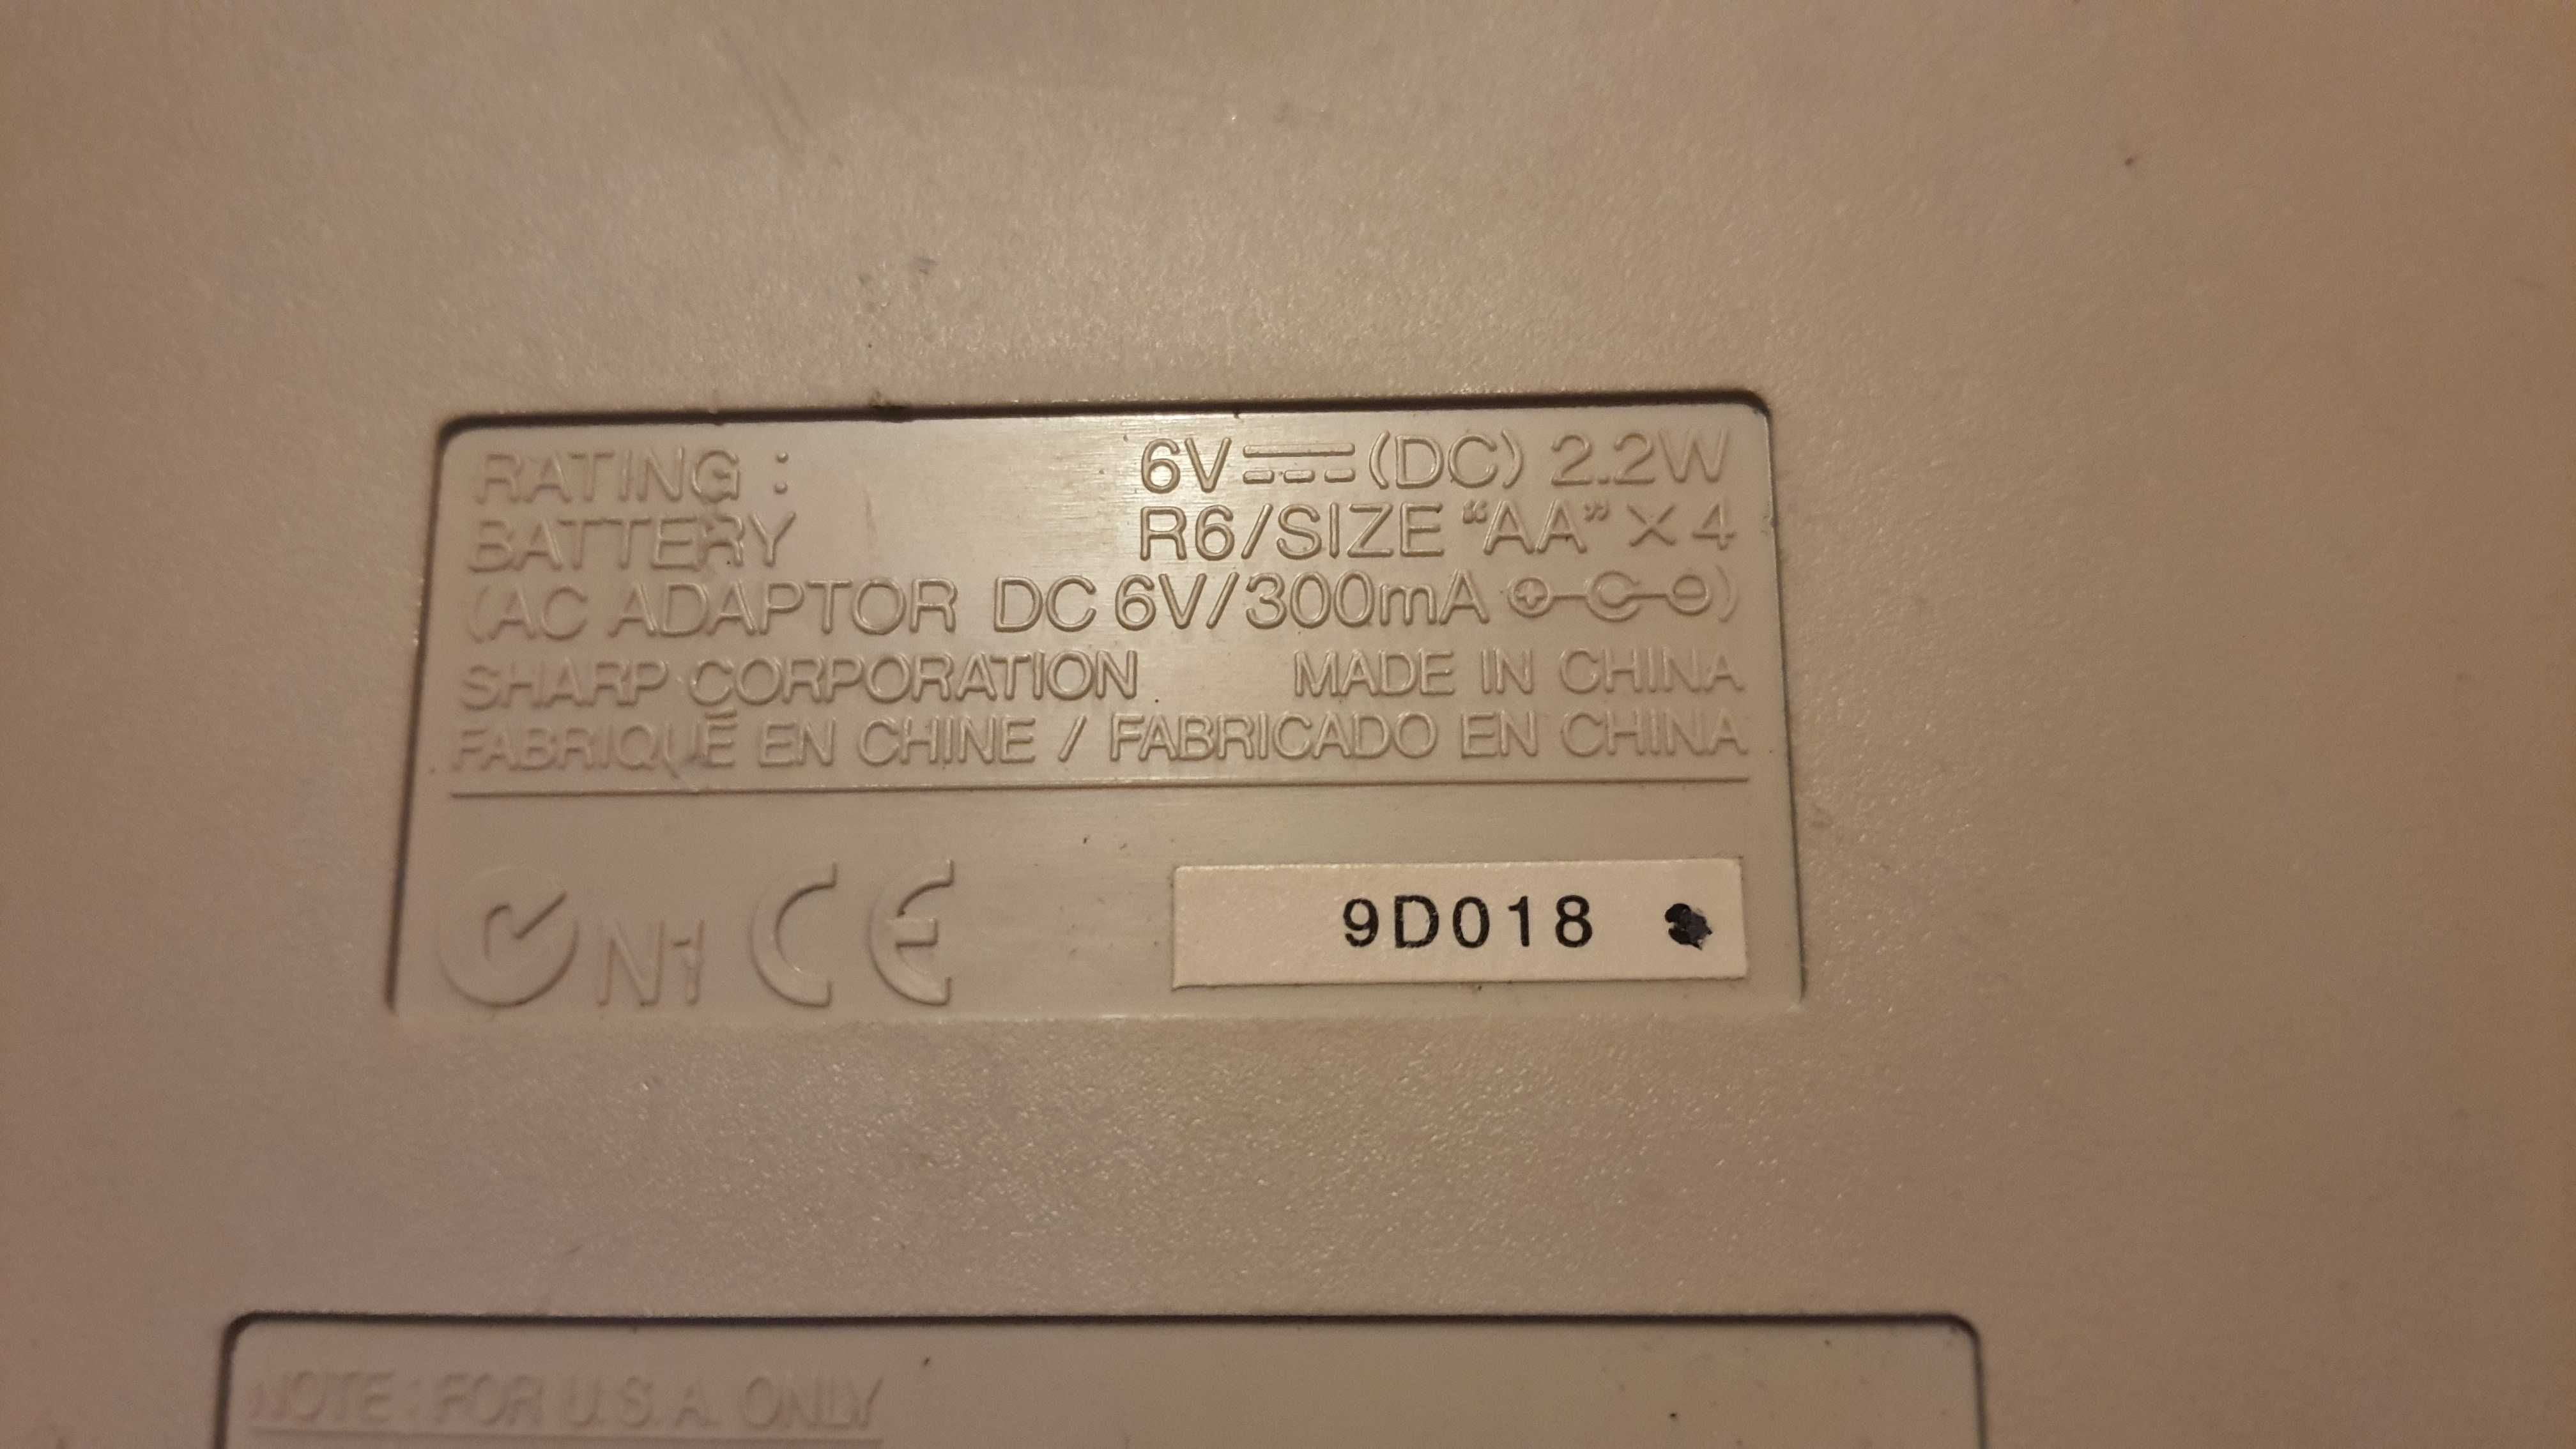 RATING : 6V⎓(DC) 2.2W
BATTERY R6/SIZE “AA” × 4
(AC ADAPTOR DC 6V/300mA ⊕-C-⊖)
SHARP CORPORATION MADE IN CHINA
FABRIQUÉ EN CHINE / FABRICADO EN CHINA
N1 CE 9D018
NOTE : FOR U.S.A. ONLY